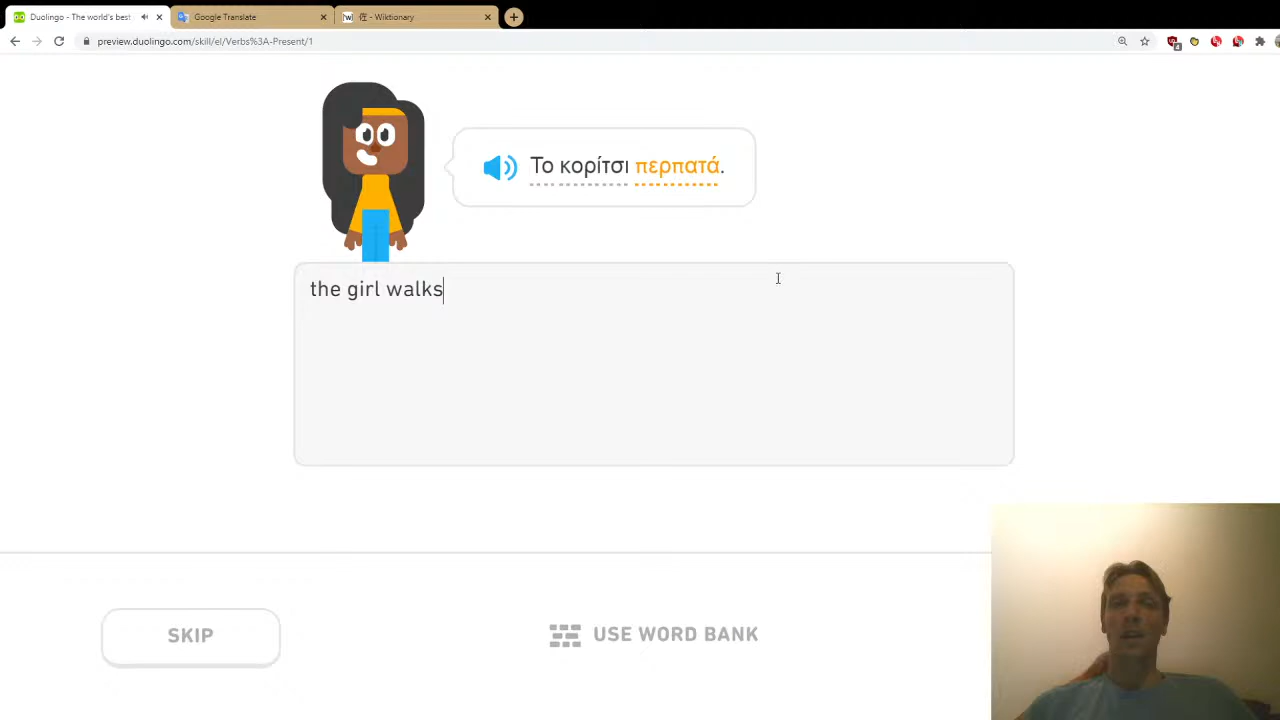 Duolingo - The world's best
Google Translate
佐 - Wiktionary
preview.duolingo.com/skill/el/Verbs%3A-Present/1
Το κορίτσι περπατά.
the girl walks
SKIP
USE WORD BANK